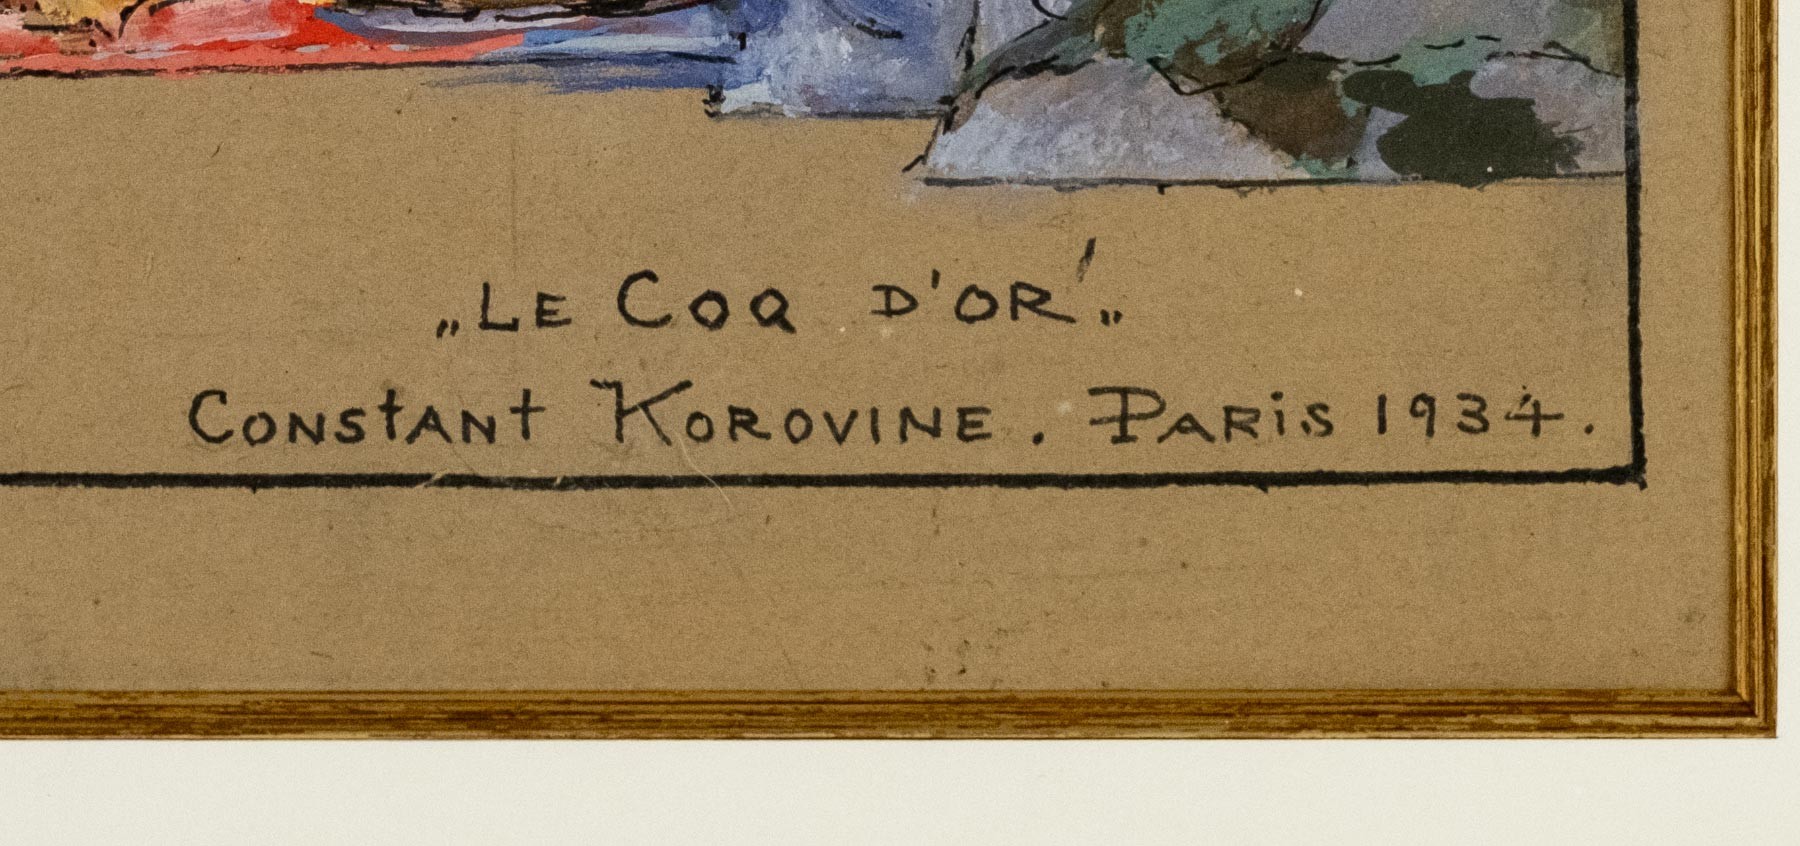 „LE COQ D'OR'„
CONSTANT KOROVINE. PARIS 1934.